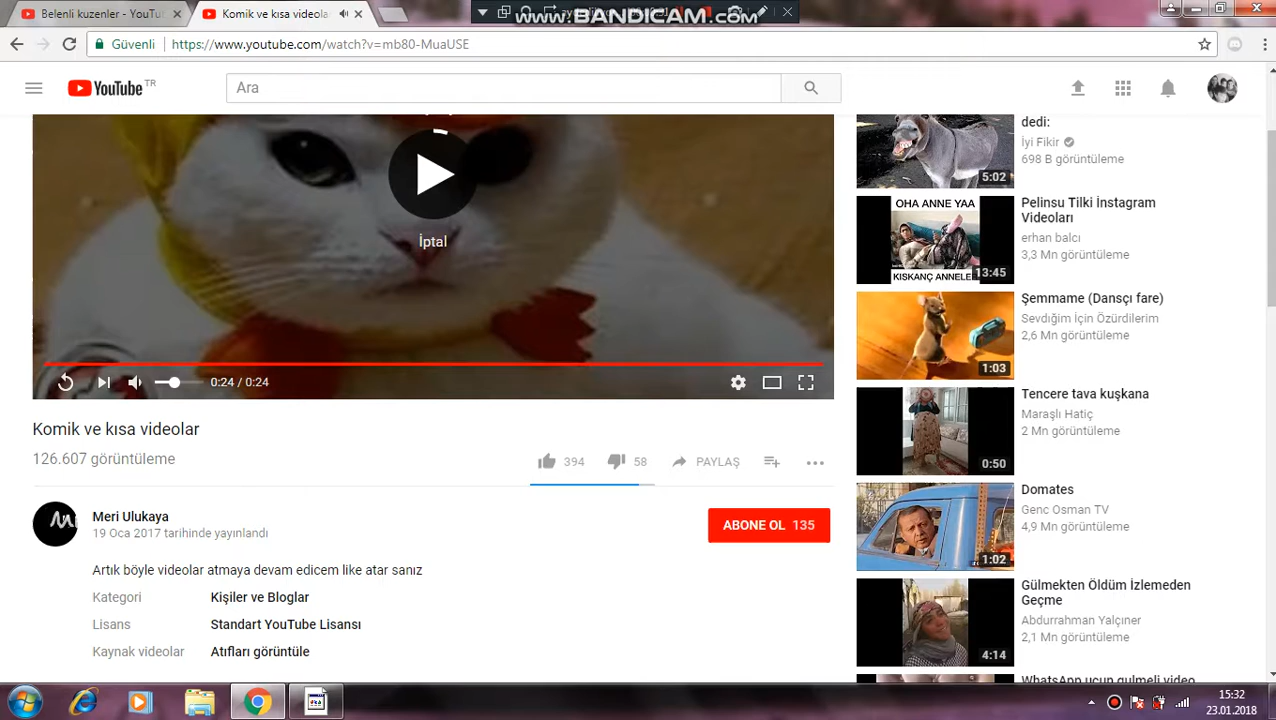 Belenli kuzenler - YouTu
Komik ve kısa videola
www.BANDICAM.com
Güvenli
https://www.youtube.com/watch?v=mb80-MuaUSE
YouTube TR
Ara
dedi:
İyi Fikir
698 B görüntüleme
5:02
OHA ANNE YAA
KISKANÇ ANNELE
13:45
Pelinsu Tilki İnstagram
Videoları
erhan balcı
3,3 Mn görüntüleme
İptal
Şemmame (Dansçı fare)
Sevdığim İçin Özürdilerim
2,6 Mn görüntüleme
1:03
0:24 / 0:24
Tencere tava kuşkana
Maraşlı Hatiç
2 Mn görüntüleme
0:50
Komik ve kısa videolar
126.607 görüntüleme
394
58
PAYLAŞ
Domates
Genc Osman TV
4,9 Mn görüntüleme
1:02
Meri Ulukaya
19 Oca 2017 tarihinde yayınlandı
ABONE OL 135
Artık böyle videolar atmaya devam edicem like atar sanız
Kategori
Kişiler ve Bloglar
Lisans
Standart YouTube Lisansı
Kaynak videolar
Atıfları görüntüle
Gülmekten Öldüm İzlemeden
Geçme
Abdurrahman Yalçıner
2,1 Mn görüntüleme
4:14
WhatsApp uçun gulmeli video
15:32
23.01.2018